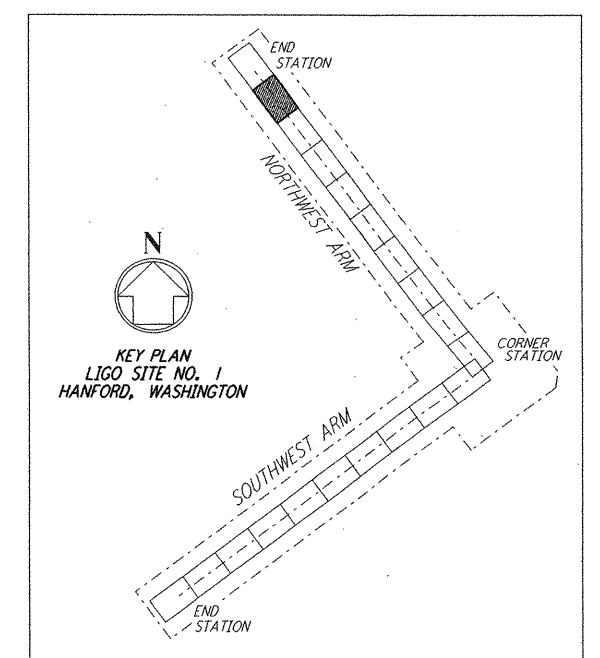 END
STATION
NORTHWEST ARM
N
KEY PLAN
LIGO SITE NO. 1
HANFORD, WASHINGTON
CORNER
STATION
SOUTHWEST ARM
END
STATION